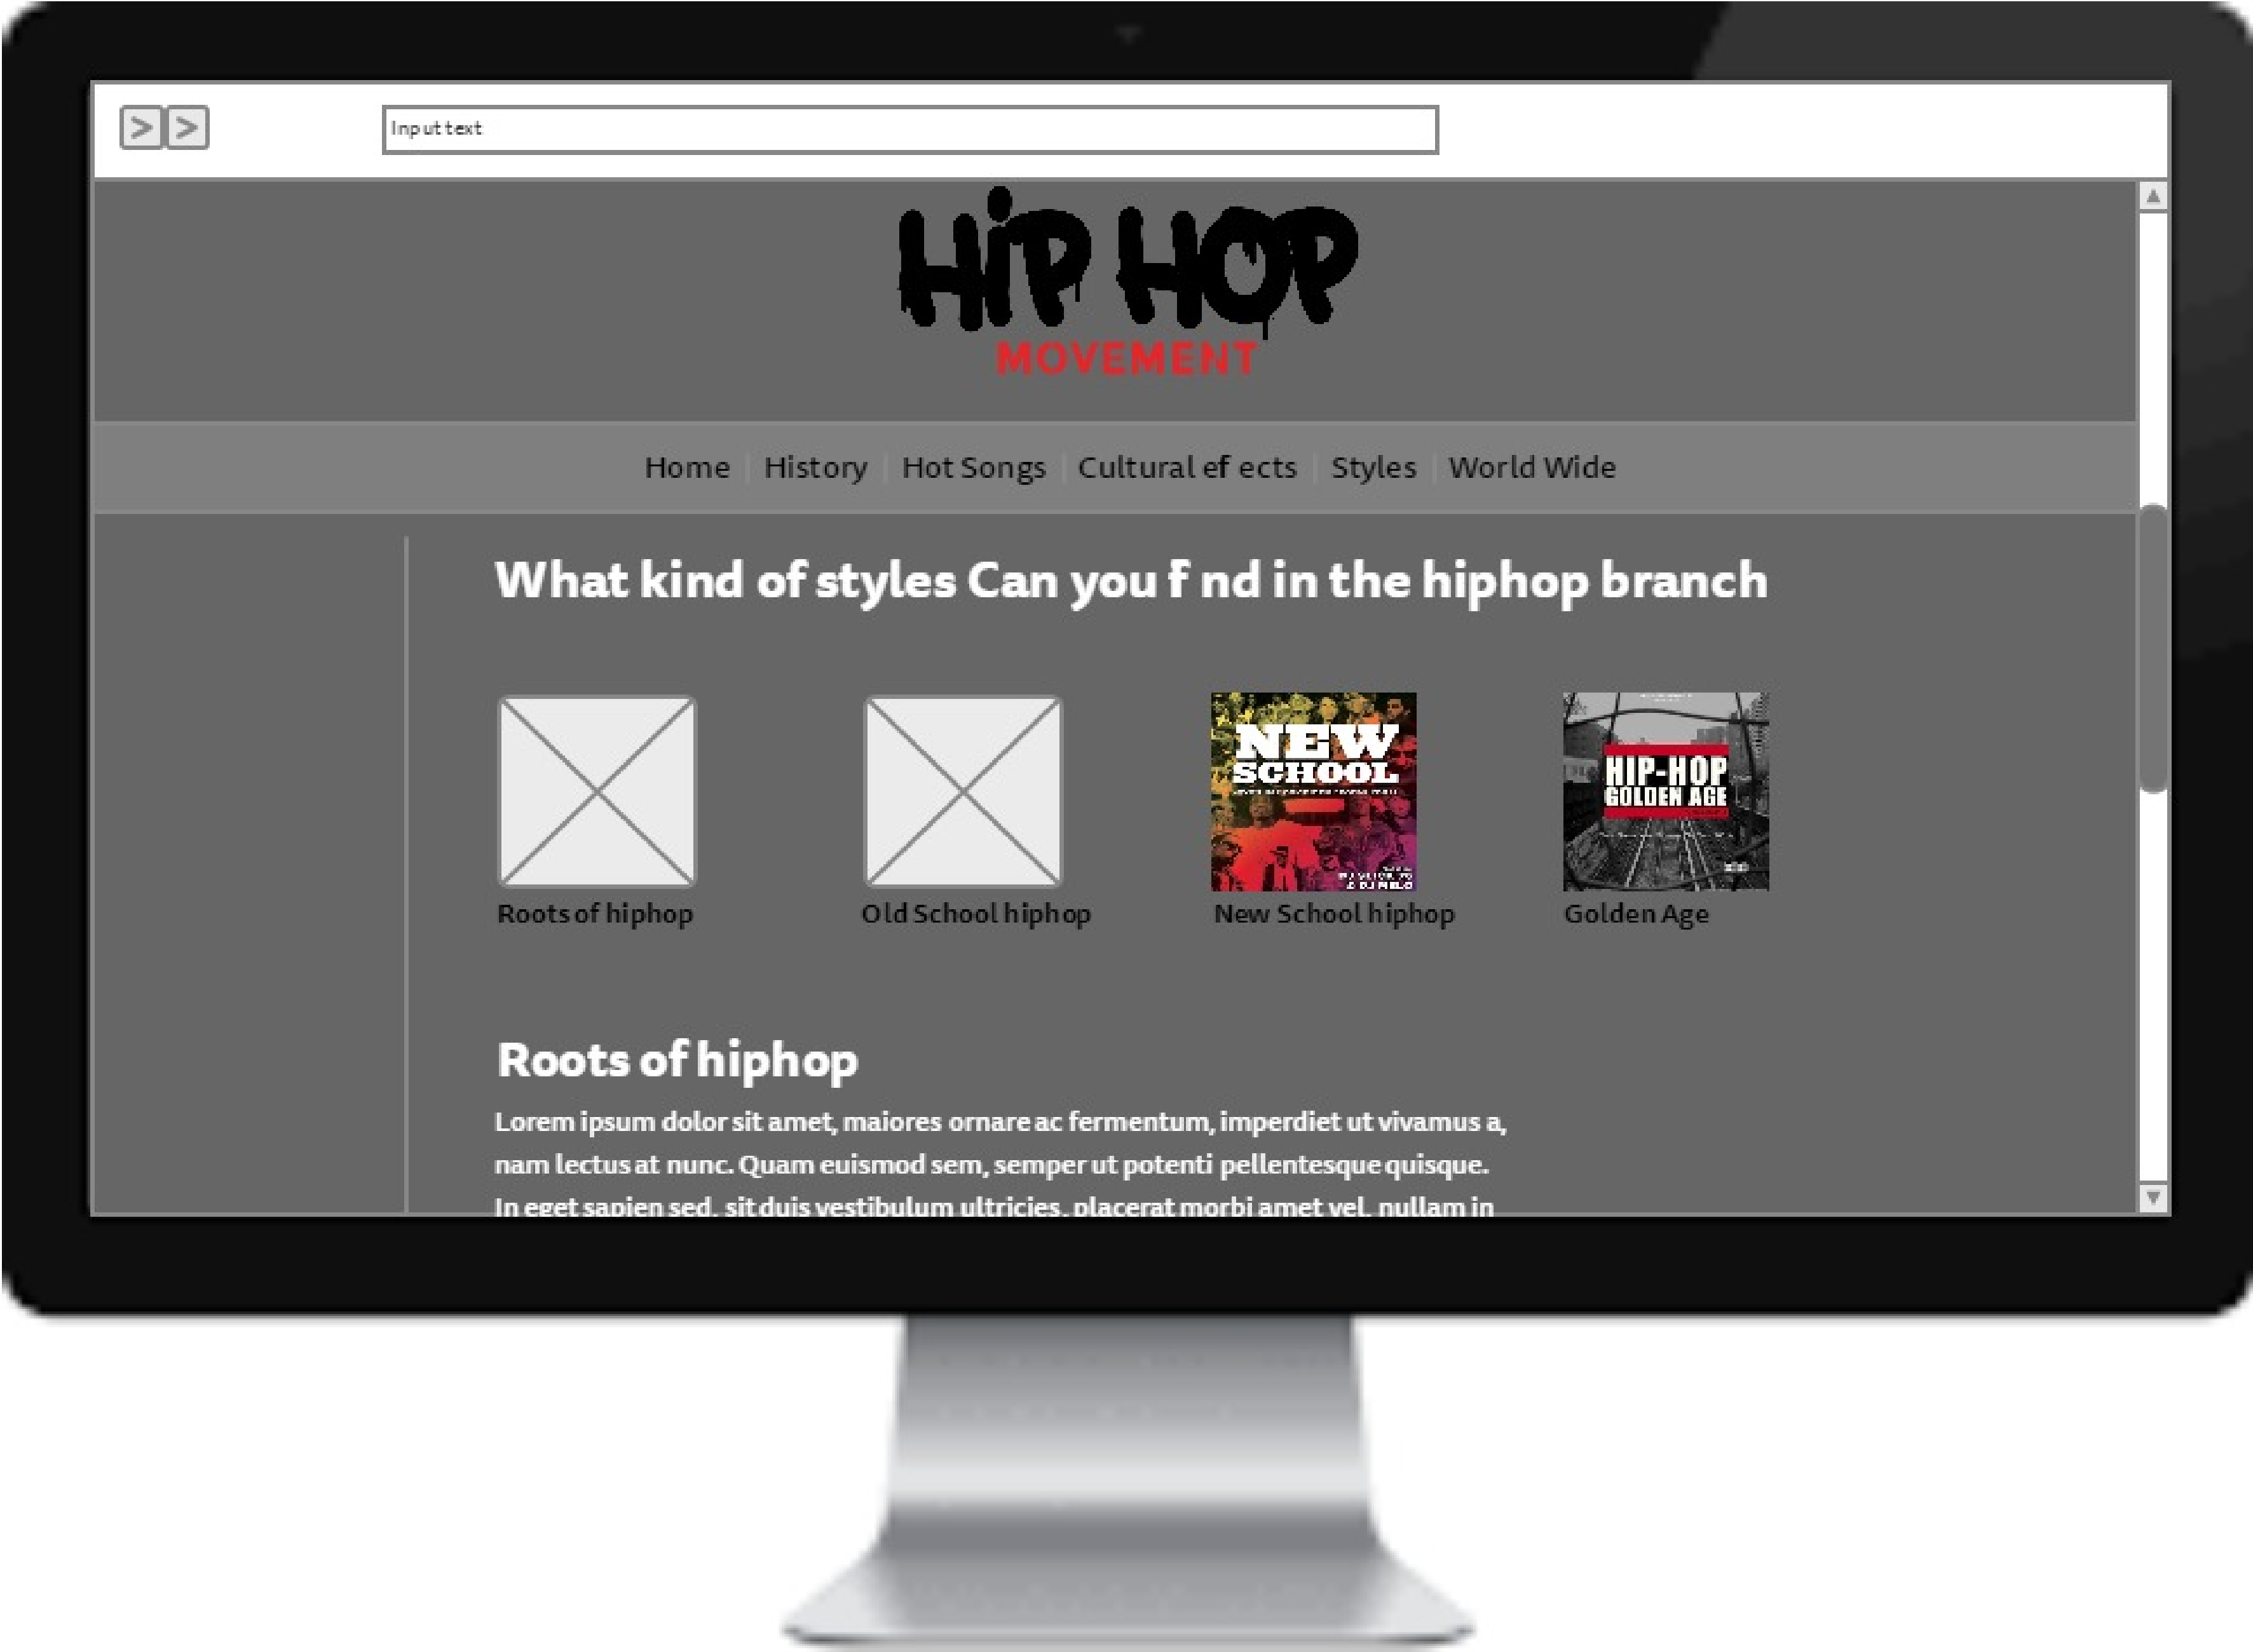 > >
Input text
HiP HOP
MOVEMENT
Home | History | Hot Songs | Cultural ef ects | Styles | World Wide
What kind of styles Can you f nd in the hiphop branch
NEW
SCHOOL
& DJ MELO
HIP-HOP
GOLDEN AGE
Roots of hiphop
Old School hiphop
New School hiphop
Golden Age
Roots of hiphop
Lorem ipsum dolor sit amet, maiores ornare ac fermentum, imperdiet ut vivamus a,
nam lectus at nunc. Quam euismod sem, semper ut potenti pellentesque quisque.
In eget sapien sed, sit duis vestibulum ultricies, placerat morbi amet vel, nullam in